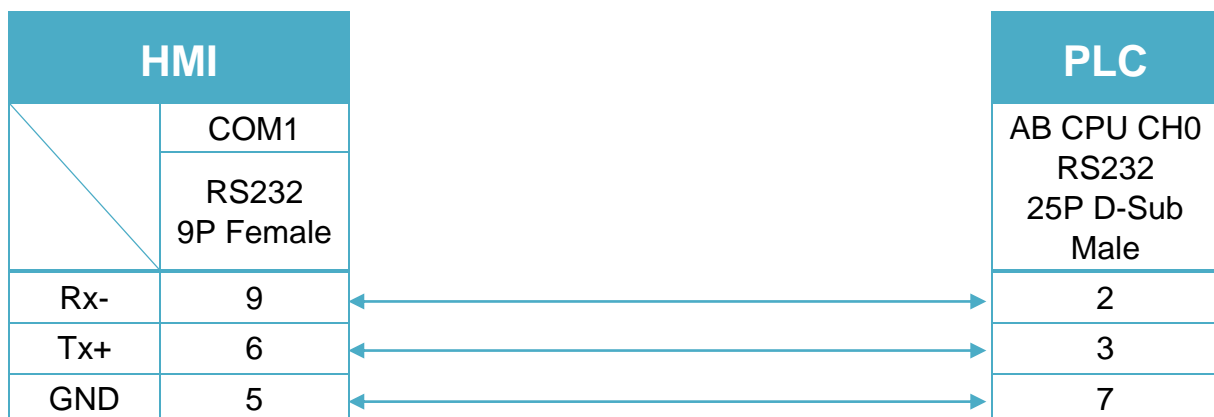 HMI PLC
COM1 AB CPU CH0
RS232 RS232
9P Female 25P D-Sub
Male
Rx- 9 2
Tx+ 6 3
GND 5 7